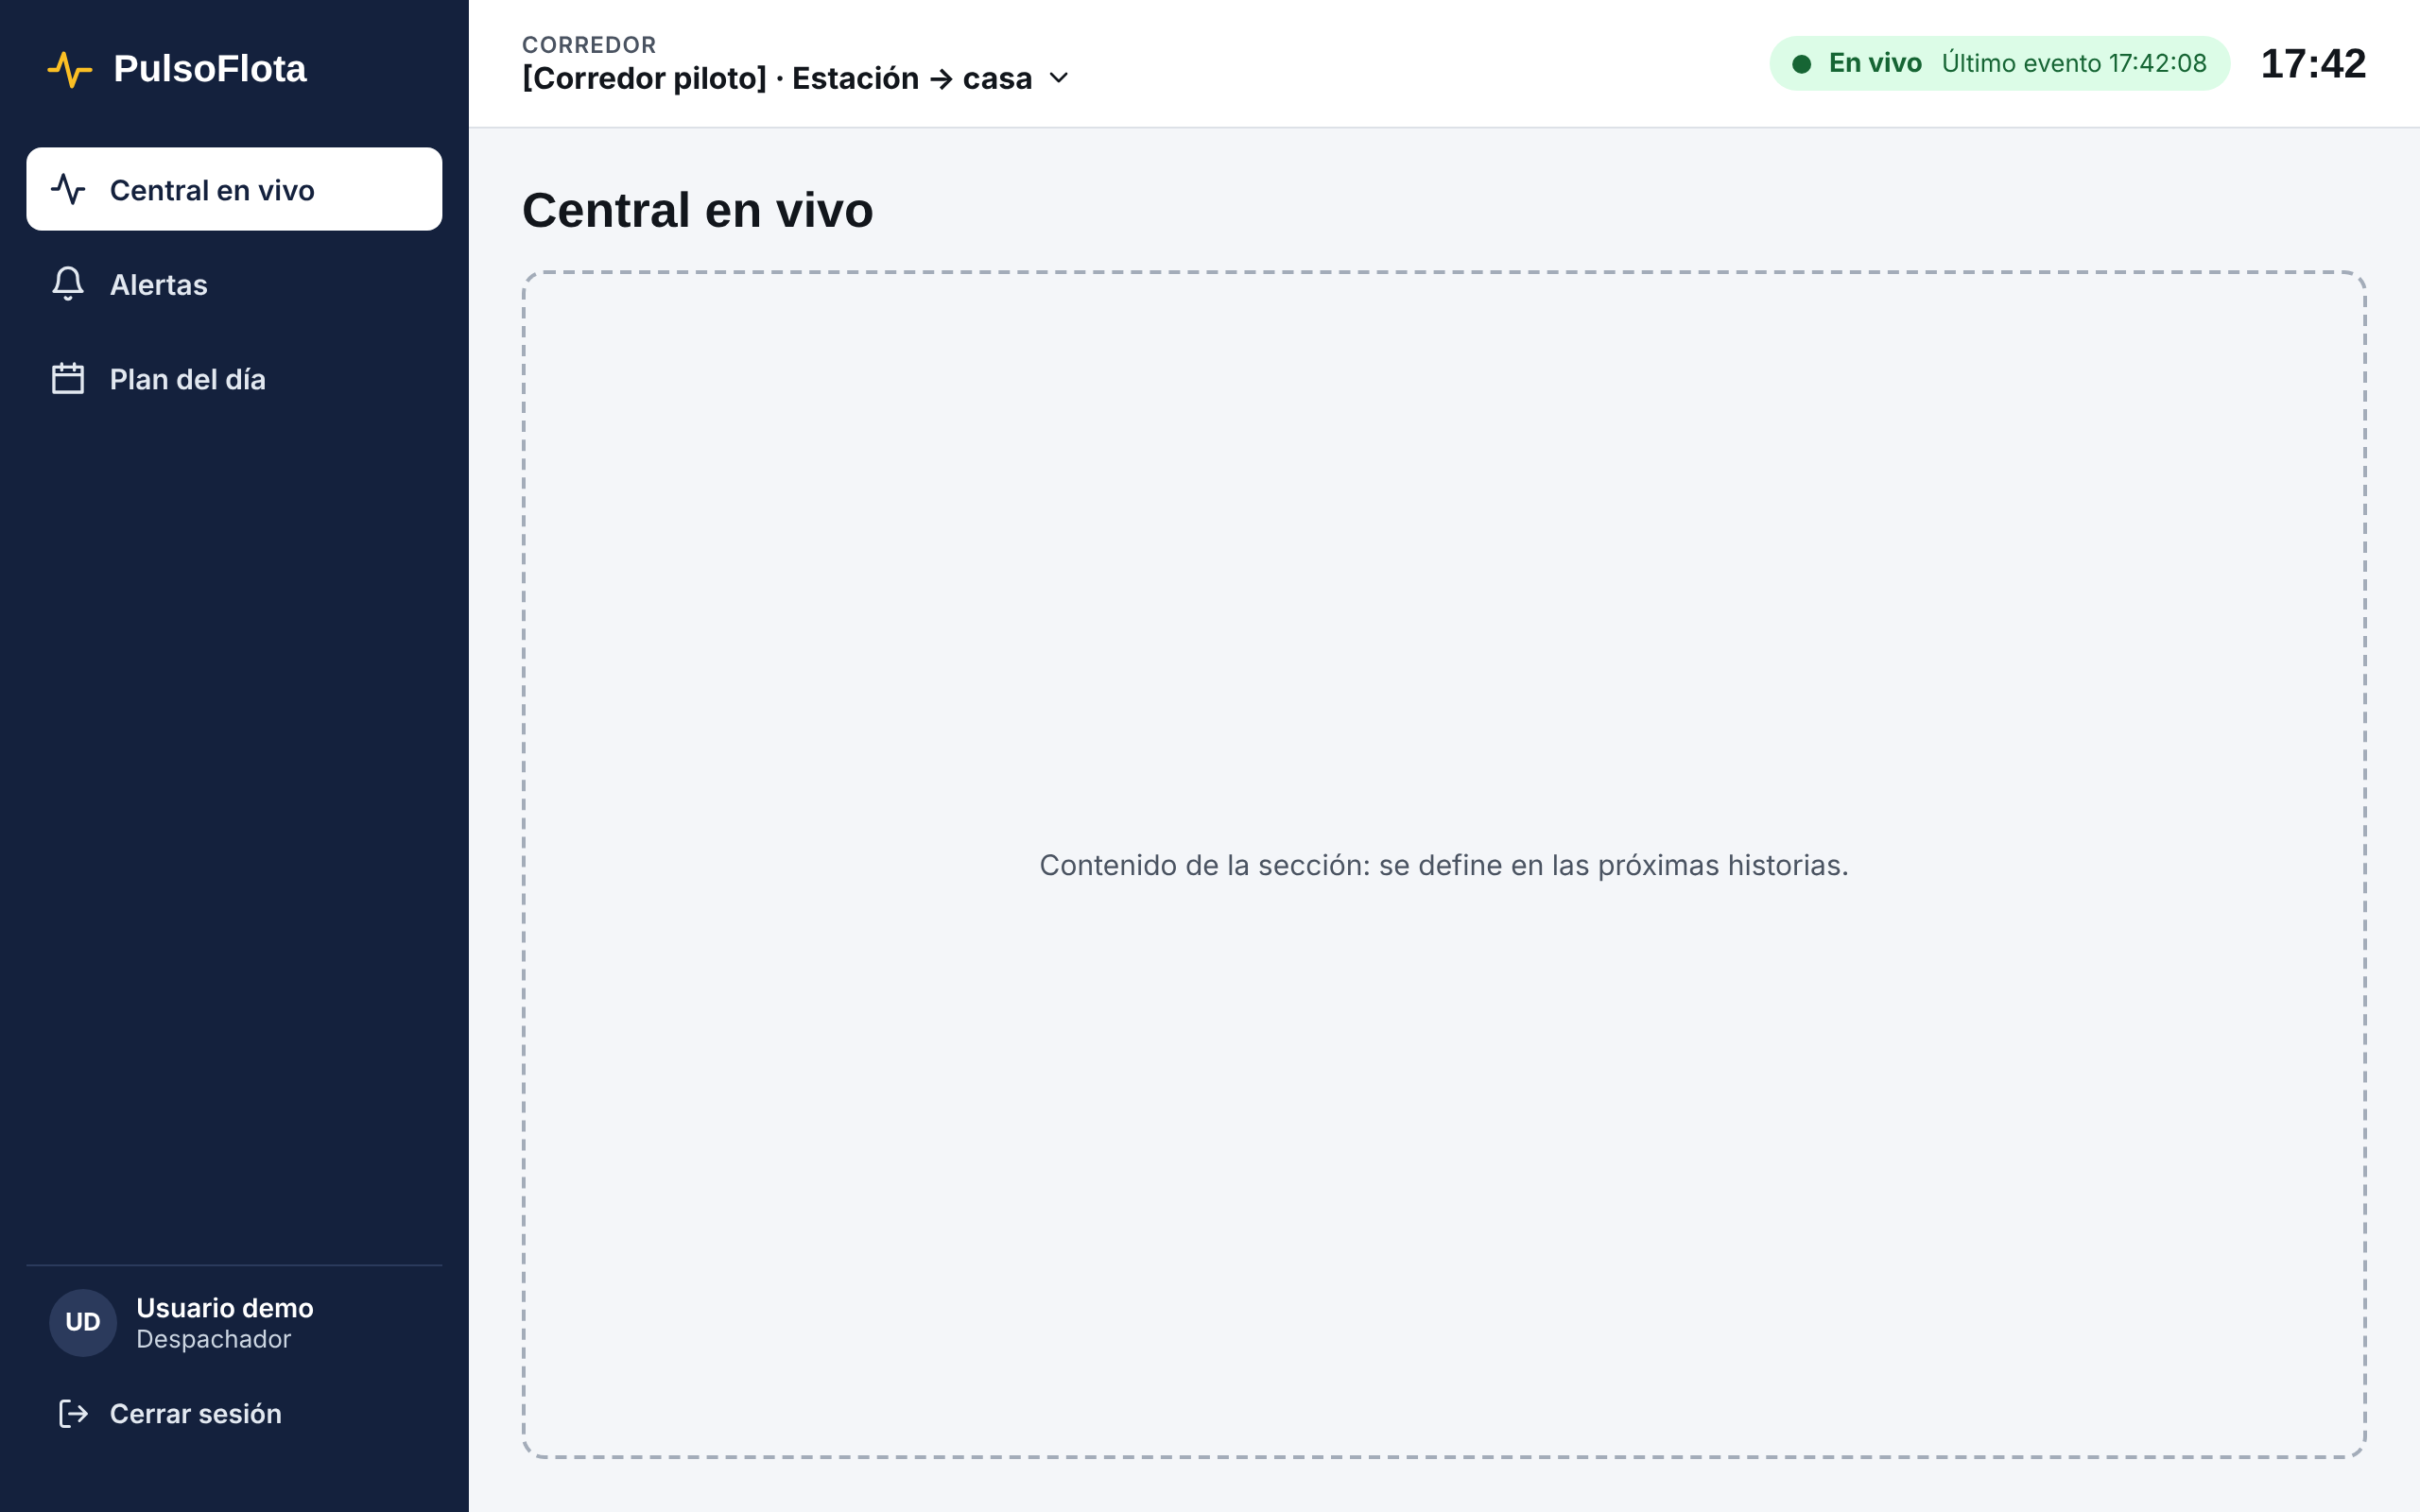 PulsoFlota
Central en vivo
Alertas
Plan del día
UD
Usuario demo
Despachador
Cerrar sesión
CORREDOR
[Corredor piloto] · Estación → casa
En vivo Último evento 17:42:08
17:42
Central en vivo
Contenido de la sección: se define en las próximas historias.